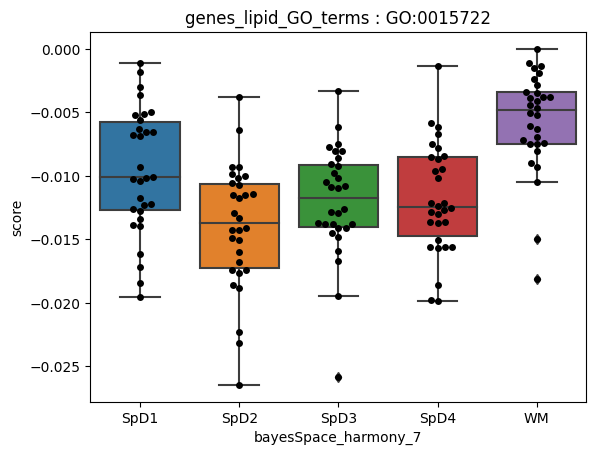 genes_lipid_GO_terms : GO:0015722
0.000
−0.005
−0.010
−0.015
−0.020
−0.025
score
SpD1 SpD2 SpD3 SpD4 WM
bayesSpace_harmony_7